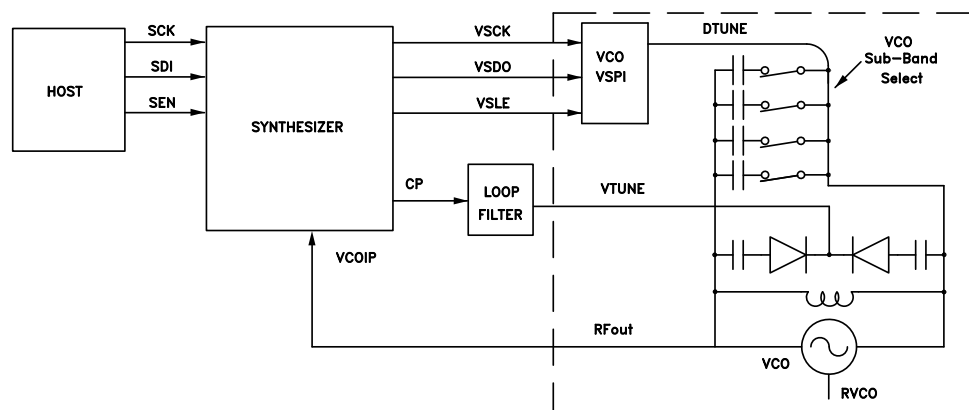 SCK
SDI
SEN
HOST
SYNTHESIZER
VSCK
VSDO
VSLE
VCO
VSPI
DTUNE
VCO
Sub-Band
Select
CP
LOOP
FILTER
VTUNE
VCOIP
RFout
VCO
RVCO